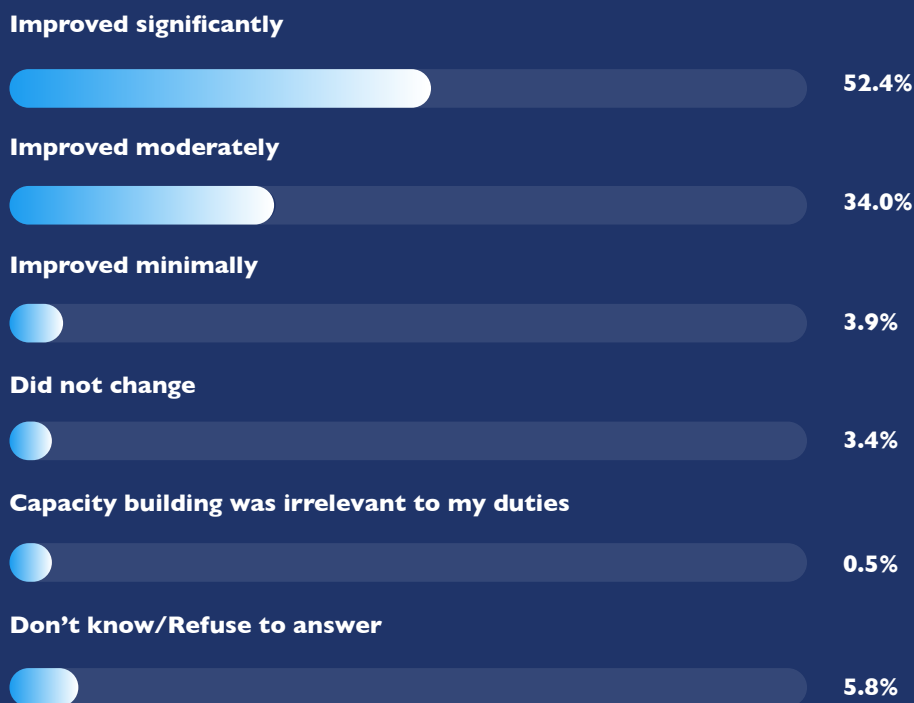 Improved significantly
52.4%
Improved moderately
34.0%
Improved minimally
3.9%
Did not change
3.4%
Capacity building was irrelevant to my duties
0.5%
Don’t know/Refuse to answer
5.8%